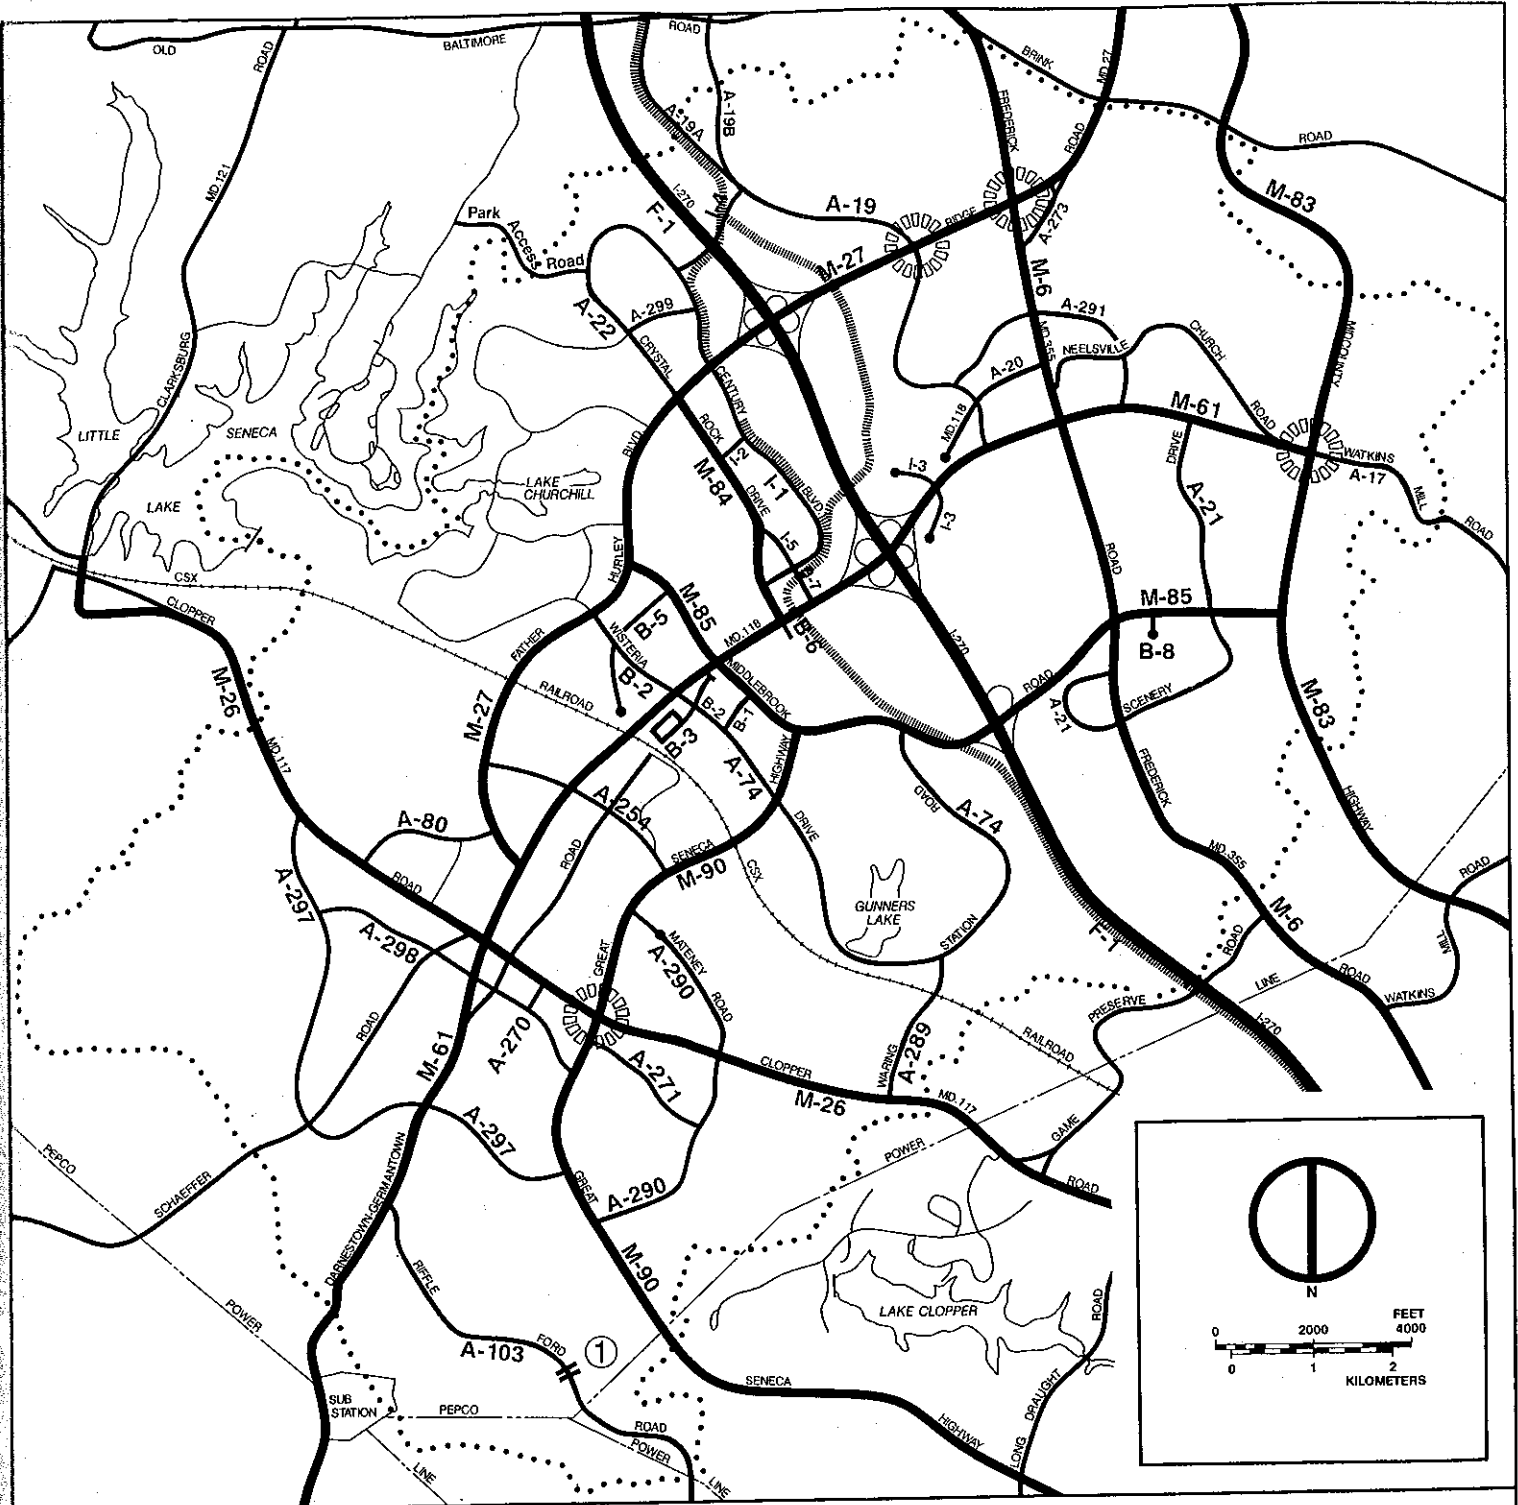 OLD
ROAD
BALTIMORE
ROAD
A-19A
A-19B
BRINK
MD.27
FREDERICK
ROAD
ROAD
MD.121
I-270
F-1
A-19
RIDGE
A-273
M-83
Park
Access
Road
M-27
M-6
A-22
A-299
A-291
CRYSTAL
MD.355
NEELSVILLE
CHURCH
MIDCOUNTY
CLARKSBURG
CENTURY
A-20
LITTLE
SENECA
LAKE
BLVD.
ROCK
MD.118
M-61
ROAD
WATKINS
A-17
MILL
ROAD
I-2
M-84
I-1
DRIVE
BLVD.
I-3
I-3
DRIVE
A-21
LAKE
CHURCHILL
I-5
HURLEY
CSX
CLOPPER
M-85
B-5
WISTERIA
MD.118
B-6
ROAD
M-85
B-8
I-270
FATHER
RAILROAD
B-2
MIDDLEBROOK
B-2
B-1
B-3
ROAD
A-21
SCENERY
M-83
M-26
MD.117
M-27
A-74
HIGHWAY
FREDERICK
HIGHWAY
A-254
ROAD
A-74
DRIVE
A-80
ROAD
ROAD
SENECA
M-90
CSX
MD.355
ROAD
A-297
GUNNERS
LAKE
M-6
A-298
GREAT
MATENEY
A-290
ROAD
STATION
F-1
ROAD
LINE
ROAD
MILL
WATKINS
ROAD
M-61
A-270
A-271
CLOPPER
M-26
WARING
A-289
PRESERVE
RAILROAD
I-270
MD.117
GAME
POWER
ROAD
PEPCO
SCHAEFFER
A-297
GREAT
A-290
DARNESTOWN-GERMANTOWN
RIFFLE
M-90
POWER
A-103
FORD
1
LAKE CLOPPER
ROAD
SUB
STATION
PEPCO
ROAD
POWER
LINE
LINE
SENECA
HIGHWAY
LONG
DRAUGHT
N
FEET
0 2000 4000
0 1 2
KILOMETERS